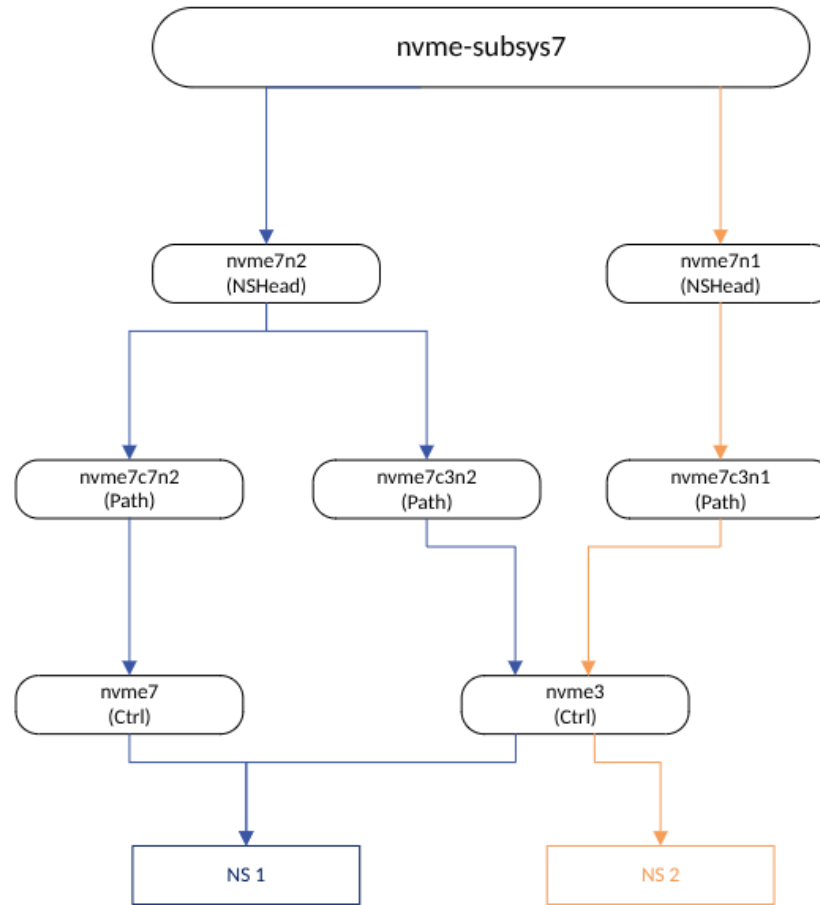 nvme-subsys7
nvme7n2
(NSHead)
nvme7n1
(NSHead)
nvme7c7n2
(Path)
nvme7c3n2
(Path)
nvme7c3n1
(Path)
nvme7
(Ctrl)
nvme3
(Ctrl)
NS 1
NS 2